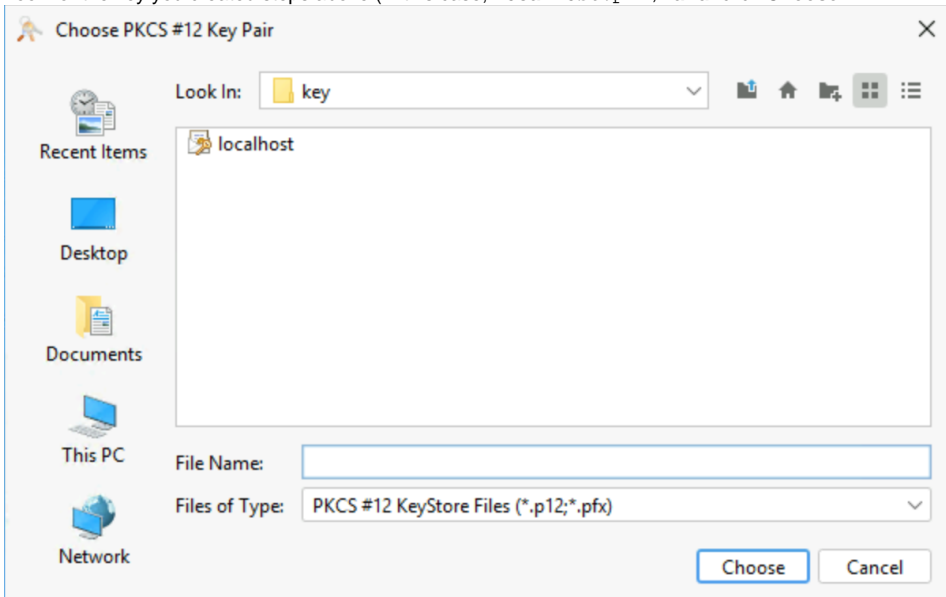 Choose PKCS #12 Key Pair
Look In: key
localhost
Recent Items
Desktop
Documents
This PC
Network
File Name:
Files of Type: PKCS #12 KeyStore Files (*.p12;*.pfx)
Choose Cancel